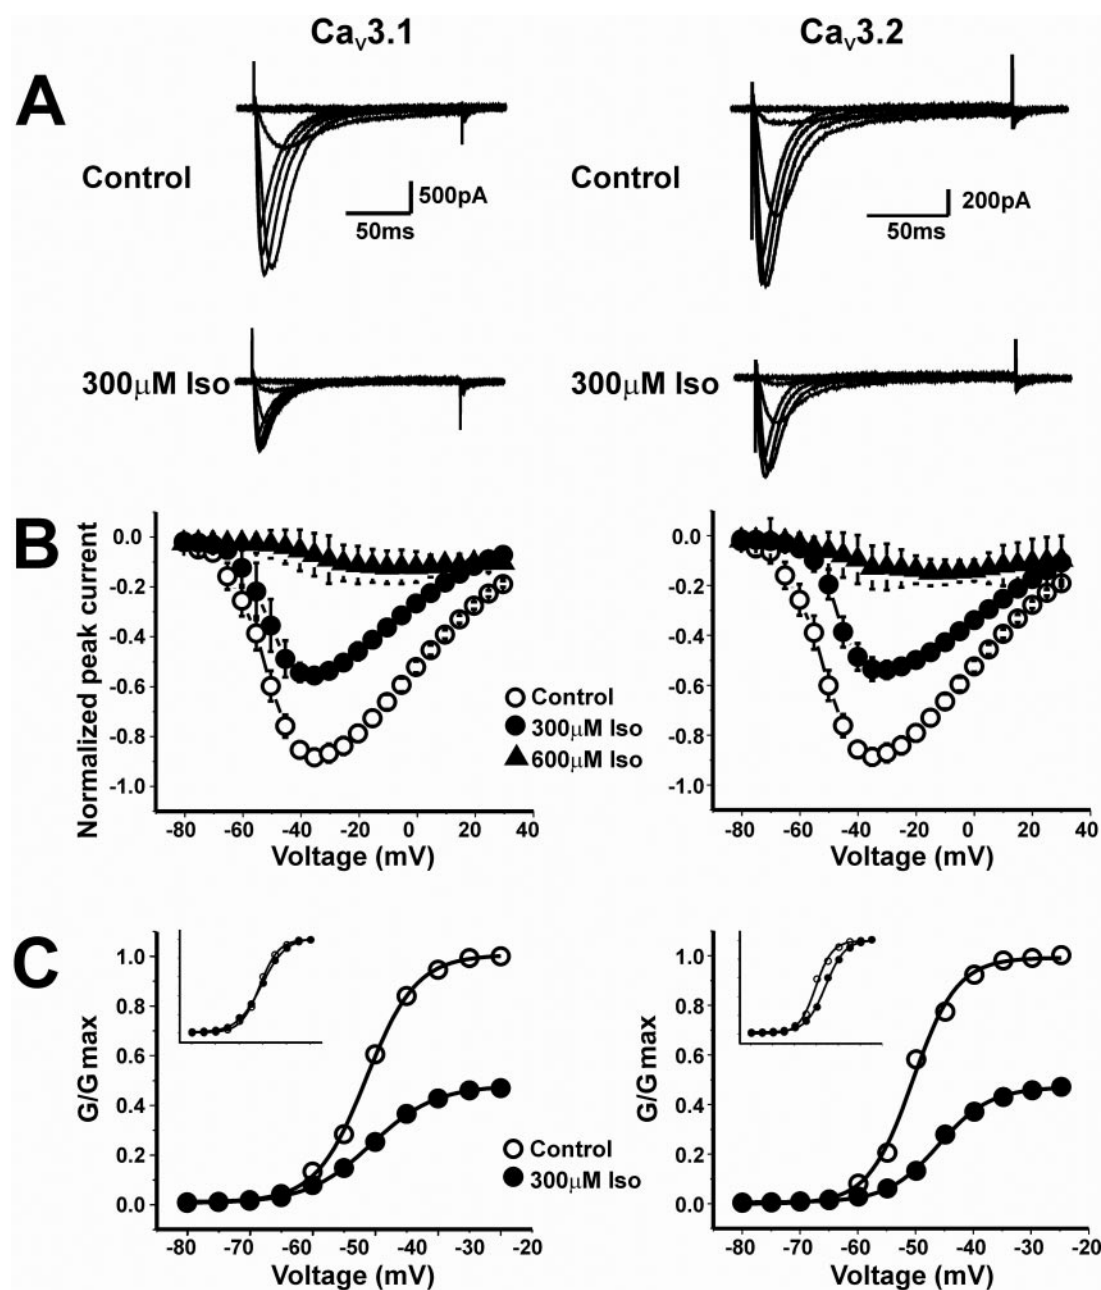 Ca_v3.1 Ca_v3.2
A
Control 500pA 50ms Control 200pA 50ms
300μM Iso 300μM Iso
B
Normalized peak current
0.0
-0.2
-0.4
-0.6
-0.8
-1.0
-80 -60 -40 -20 0 20 40
Voltage (mV)
Control
300μM Iso
600μM Iso
0.0
-0.2
-0.4
-0.6
-0.8
-1.0
-80 -60 -40 -20 0 20 40
Voltage (mV)
C
G/Gmax
1.0
0.8
0.6
0.4
0.2
0.0
-80 -70 -60 -50 -40 -30 -20
Voltage (mV)
Control
300μM Iso
G/Gmax
1.0
0.8
0.6
0.4
0.2
0.0
-80 -70 -60 -50 -40 -30 -20
Voltage (mV)